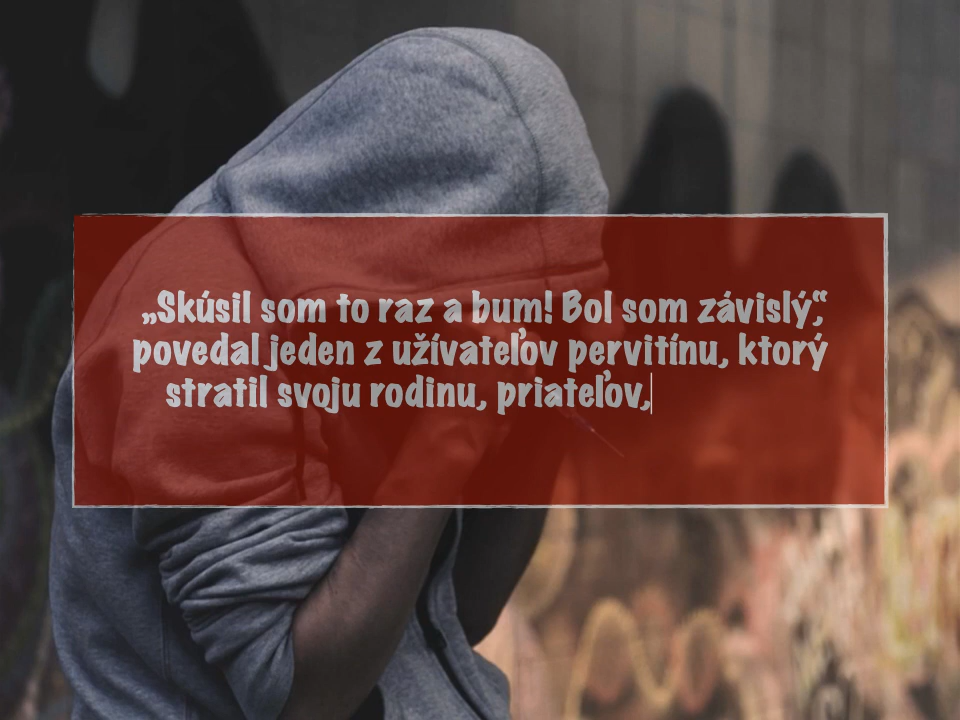 „Skúsil som to raz a bum! Bol som závislý“,
povedal jeden z užívateľov pervitínu, ktorý
stratil svoju rodinu, priateľov,